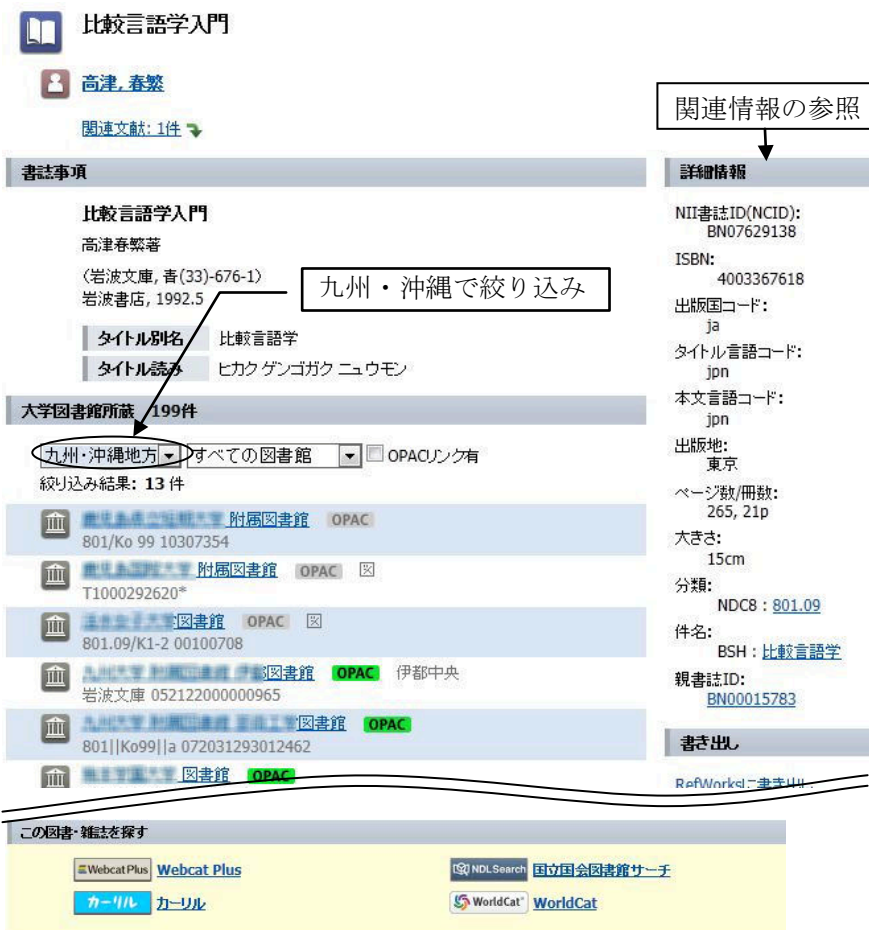 比較言語学入門
高津, 春繁
関連文献: 1件
関連情報の参照
書誌事項
比較言語学入門
高津春繁著
(岩波文庫, 青(33)-676-1)
岩波書店, 1992.5
九州・沖縄で絞り込み
タイトル別名 比較言語学
タイトル読み ヒカク ゲンゴガク ニュウモン
大学図書館所蔵 199件
九州・沖縄地方 すべての図書館 OPACリンク有
絞り込み結果: 13 件
附属図書館 OPAC
801/Ko 99 10307354
附属図書館 OPAC 図
T1000292620*
図書館 OPAC 図
801.09/K1-2 00100708
図書館 OPAC 伊都中央
岩波文庫 052122000000965
図書館 OPAC
801||Ko99||a 072031293012462
図書館 OPAC
詳細情報
NII書誌ID(NCID):
BN07629138
ISBN:
4003367618
出版国コード:
ja
タイトル言語コード:
jpn
本文言語コード:
jpn
出版地:
東京
ページ数/冊数:
265, 21p
大きさ:
15cm
分類:
NDC8 : 801.09
件名:
BSH : 比較言語学
親書誌ID:
BN00015783
書き出し
RefWorksに書き出し
この図書・雑誌を探す
Webcat Plus Webcat Plus
NDL Search 国立国会図書館サーチ
カーリル カーリル
WorldCat WorldCat